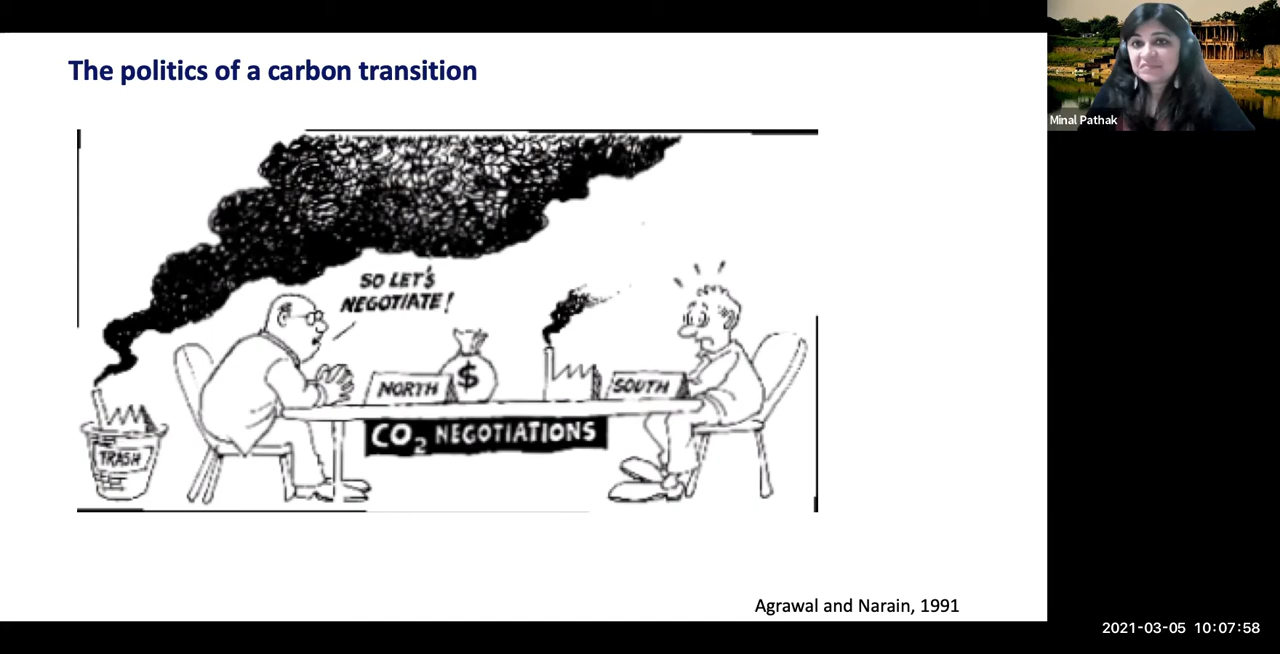 The politics of a carbon transition
Minal Pathak
SO LET'S
NEGOTIATE!
NORTH
$
SOUTH
CO₂ NEGOTIATIONS
TRASH
Agrawal and Narain, 1991
2021-03-05 10:07:58